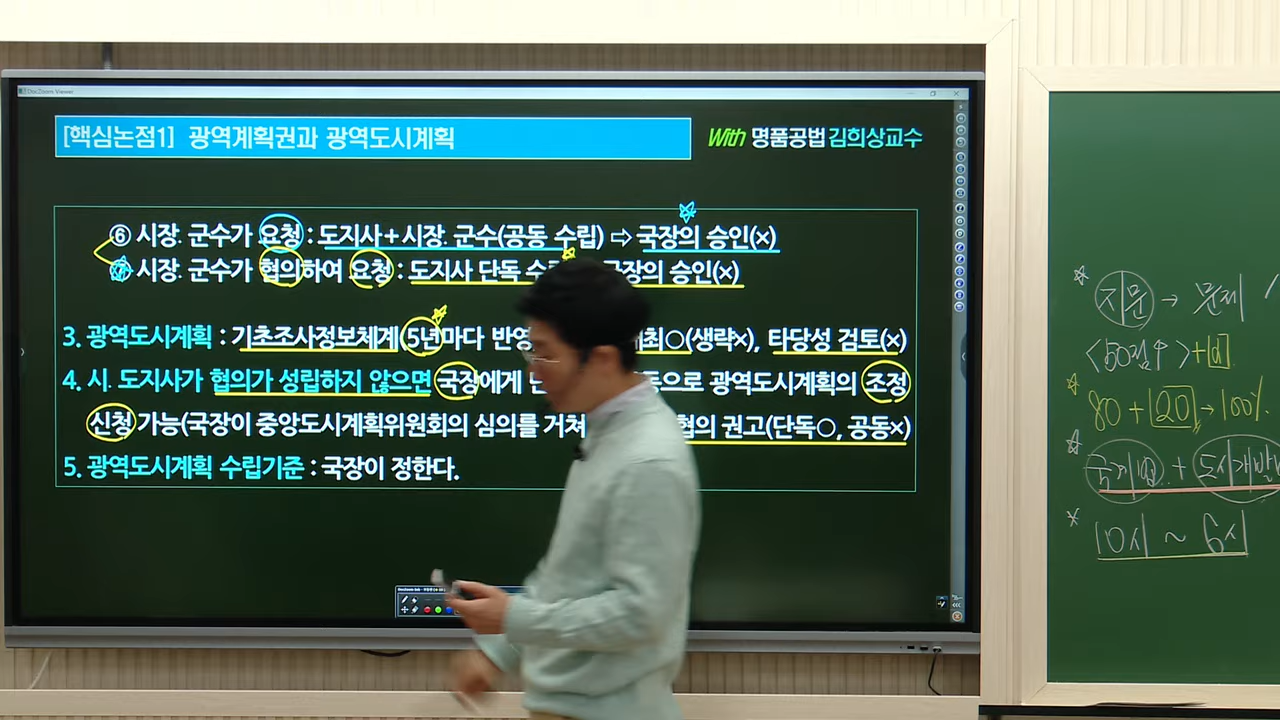 DocZoom Viewer
[핵심논점1] 광역계획권과 광역도시계획
With 명품공법 김희상교수
⑥ 시장. 군수가 요청 : 도지사+시장. 군수(공동 수립) ⇨ 국장의 승인(×)
⑦ 시장. 군수가 협의하여 요청 : 도지사 단독 수 장의 승인(×)
3. 광역도시계획 : 기초조사정보체계(5년마다 반영 최○(생략×), 타당성 검토(×)
4. 시. 도지사가 협의가 성립하지 않으면 국장에게 으로 광역도시계획의 조정
신청 가능(국장이 중앙도시계획위원회의 심의를 거쳐 협의 권고(단독○, 공동×)
5. 광역도시계획 수립기준 : 국장이 정한다.
지문 → 문제
<50점↑>+
80 + 20 → 100%
국계법 + 도시개발
10시 ~ 6시